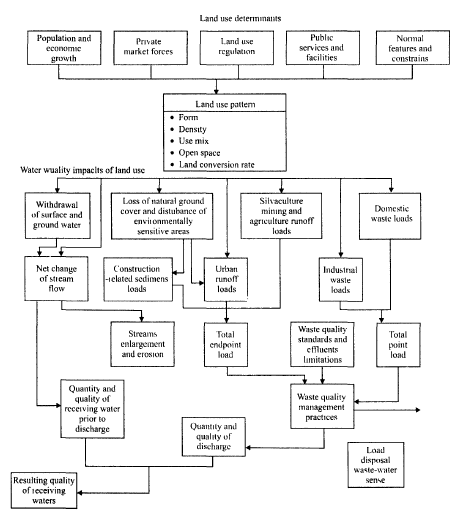 Land use determinants
Population and
economic
growth
Private
market forces
Land use
regulation
Public
services and
facilities
Normal
features and
constrains
Land use pattern
• Form
• Density
• Use mix
• Open space
• Land conversion rate
Water wuality impaclts of land use
Withdrawal
of surface and
ground water
Loss of natural ground
cover and distubance of
environmentally
sensitive areas
Silvaculture
mining and
agriculture runoff
loads
Domestic
waste loads
Net change
of stream
flow
Construction
-related sedimens
loads
Urban
runoff
loads
Industrial
waste
loads
Streams
enlargement
and erosion
Total
endpoint
load
Waste quality
standards and
effluents
limitations
Total
point
load
Quantity and
quality of
receiving water
prior to
discharge
Quantity and
quality of
discharge
Waste quality
management
practices
Load
disposal
waste-water
sense
Resulting quality
of receiving
waters